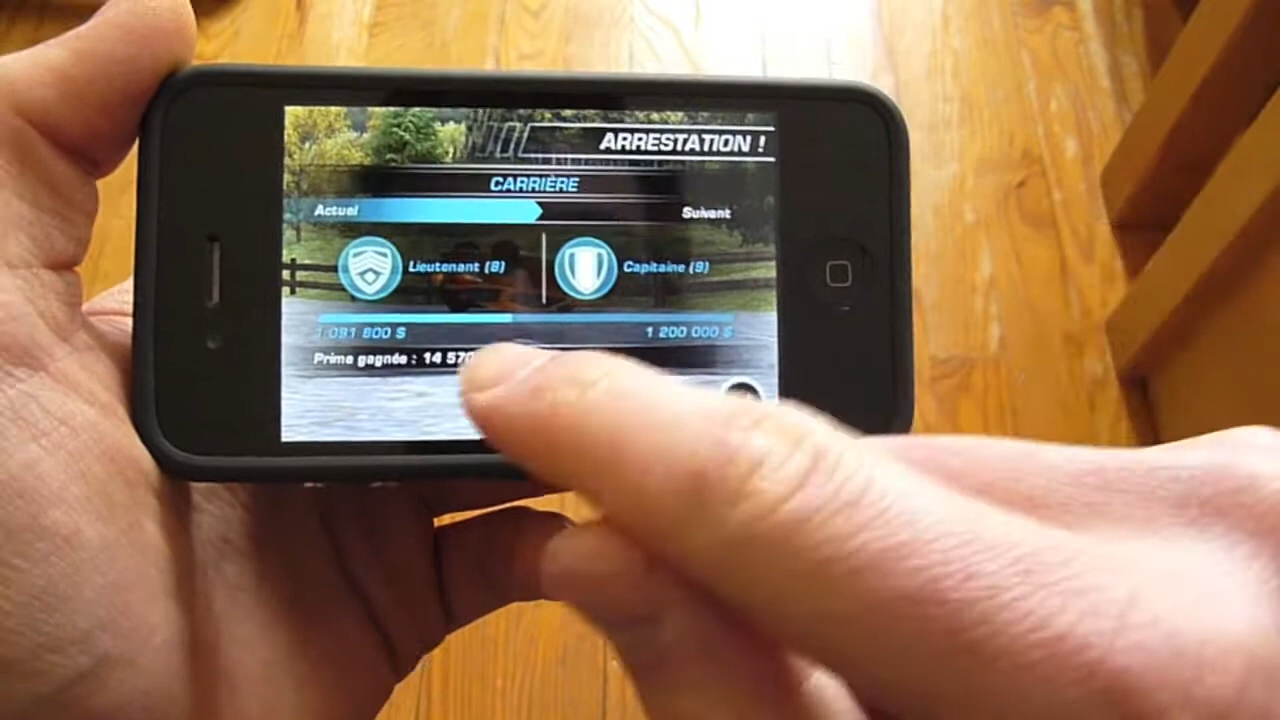 ARRESTATION !
CARRIÈRE
Actuel Suivant
Lieutenant (8) Capitaine (9)
1 091 800 $ 1 200 000 $
Prime gagnée : 14 570